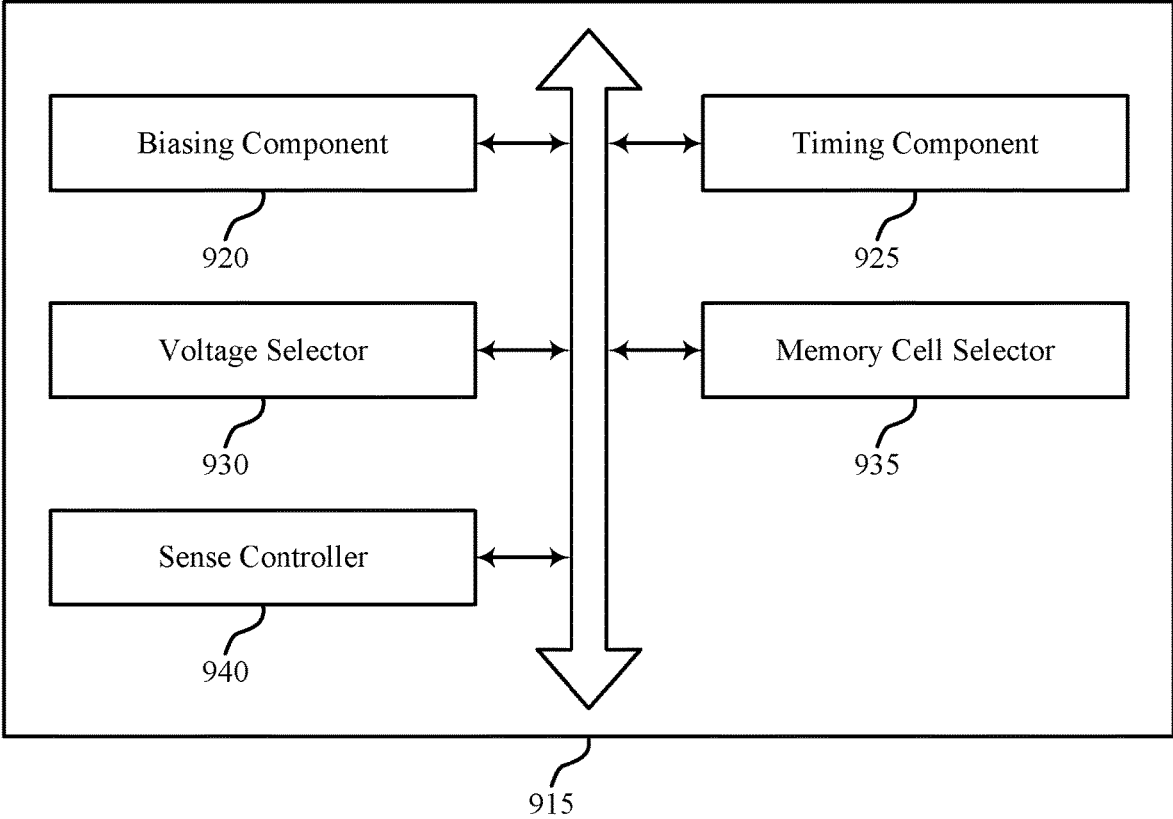 Biasing Component
Timing Component
920
925
Voltage Selector
Memory Cell Selector
930
935
Sense Controller
940
915